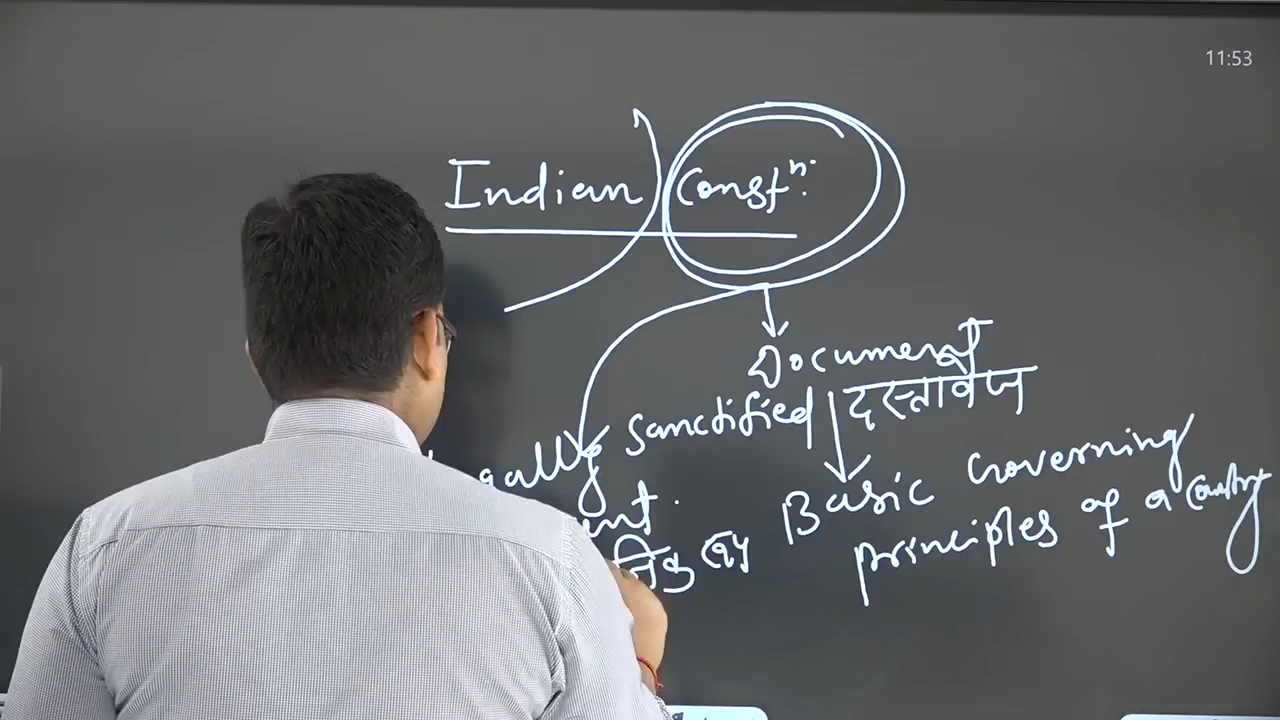 11:53
Indian Constⁿ.
Document
sanctified दस्तावेज
Basic Governing
principles of a country